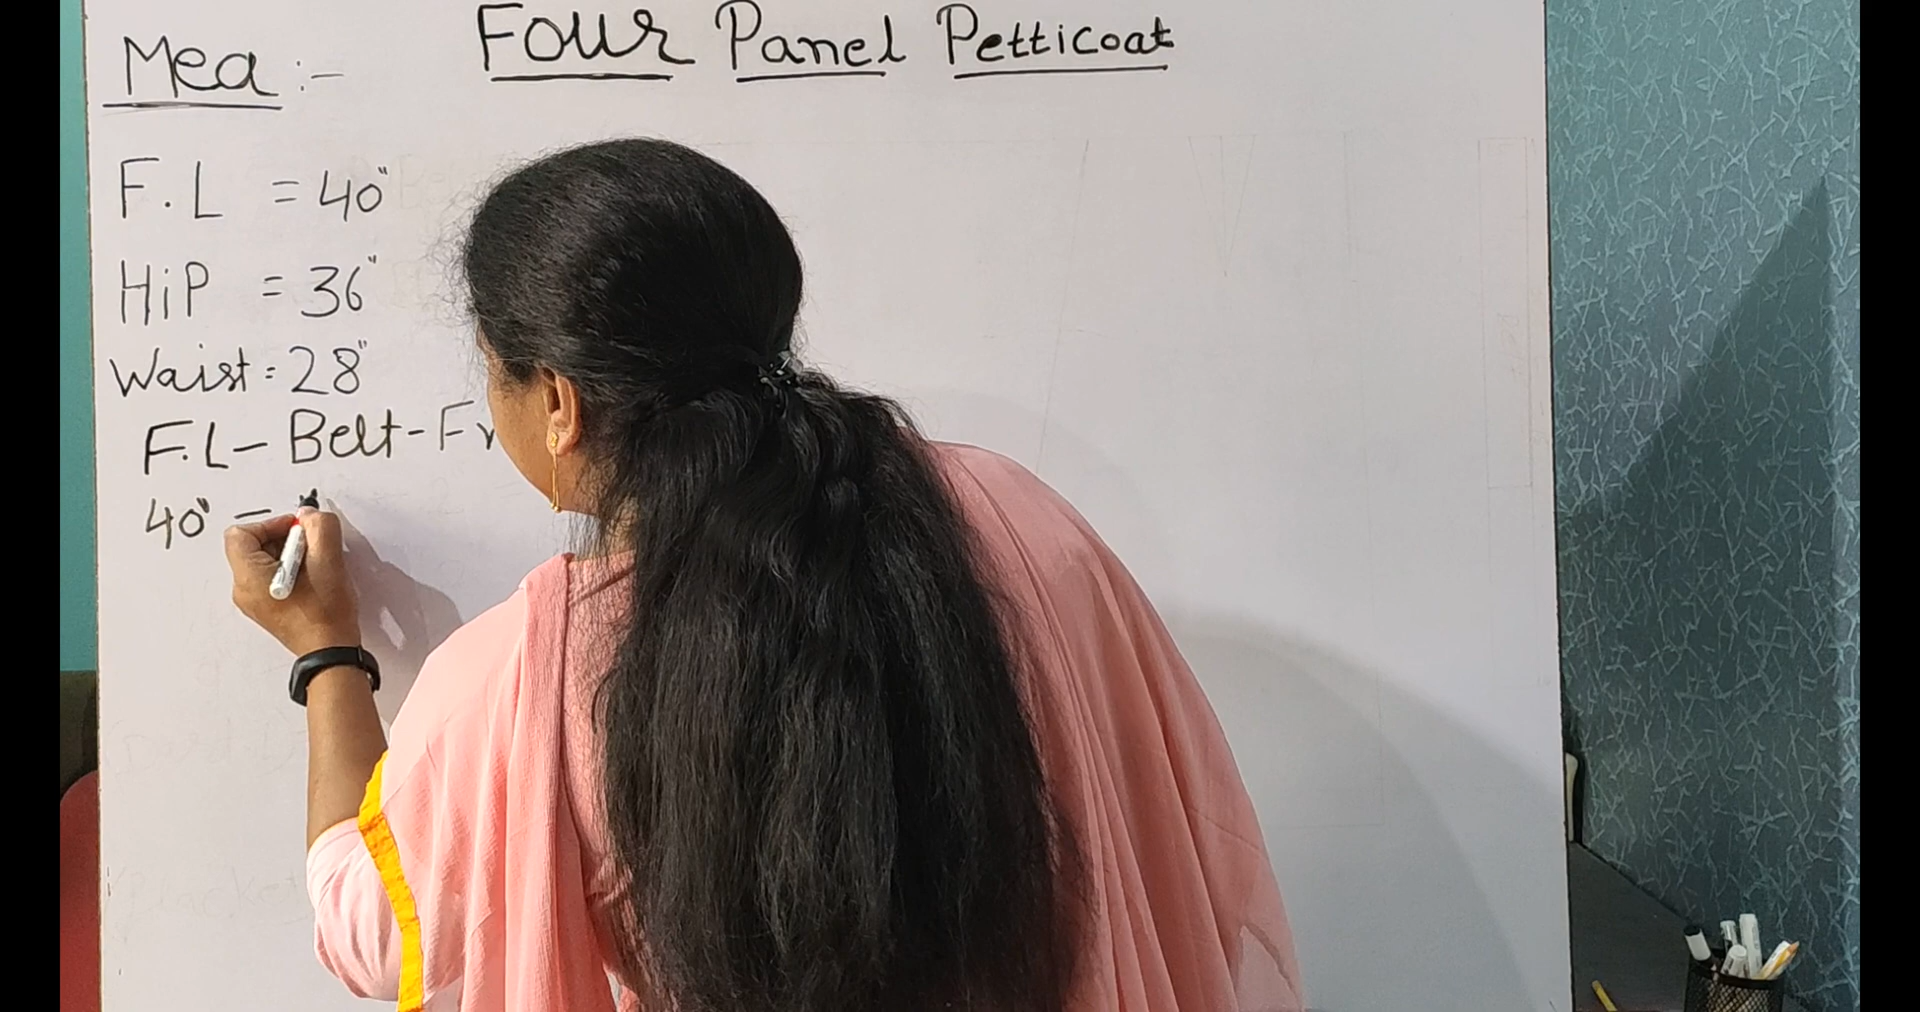 Four Panel Petticoat
Mea :-
F.L = 40"
HiP = 36"
Waist = 28"
F.L - Belt - Fr
40" -